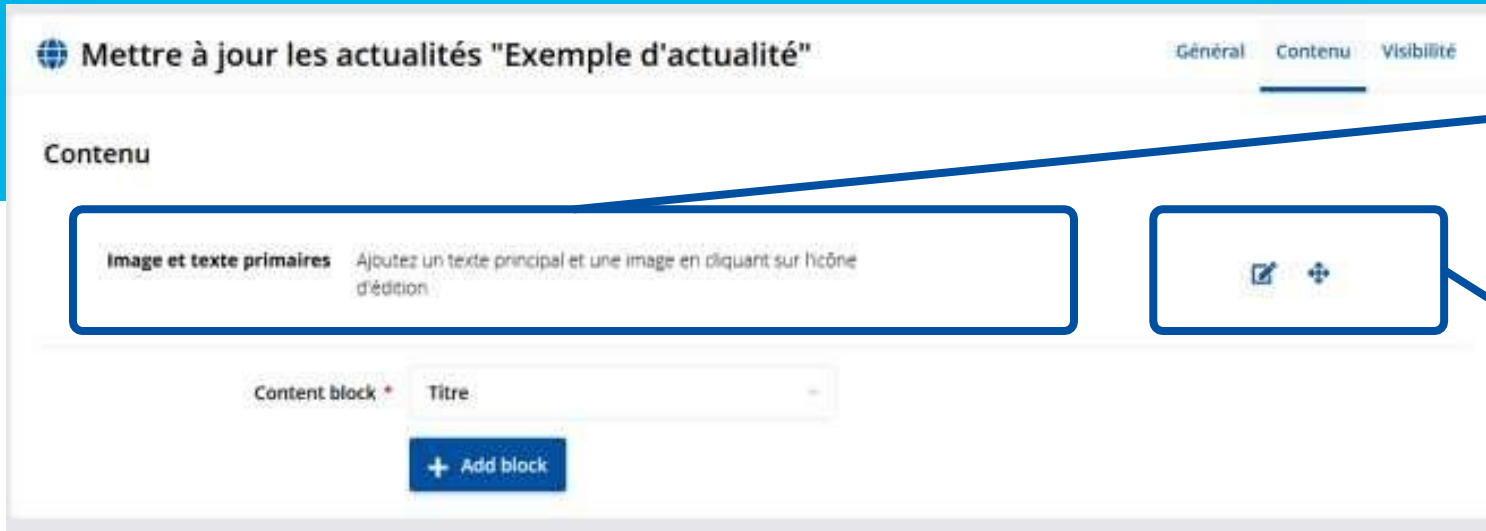 Mettre à jour les actualités "Exemple d'actualité"
Général Contenu Visibilité
Contenu
Image et texte primaires Ajoutez un texte principal et une image en cliquant sur l'icône
d'édition
Content block * Titre
Add block